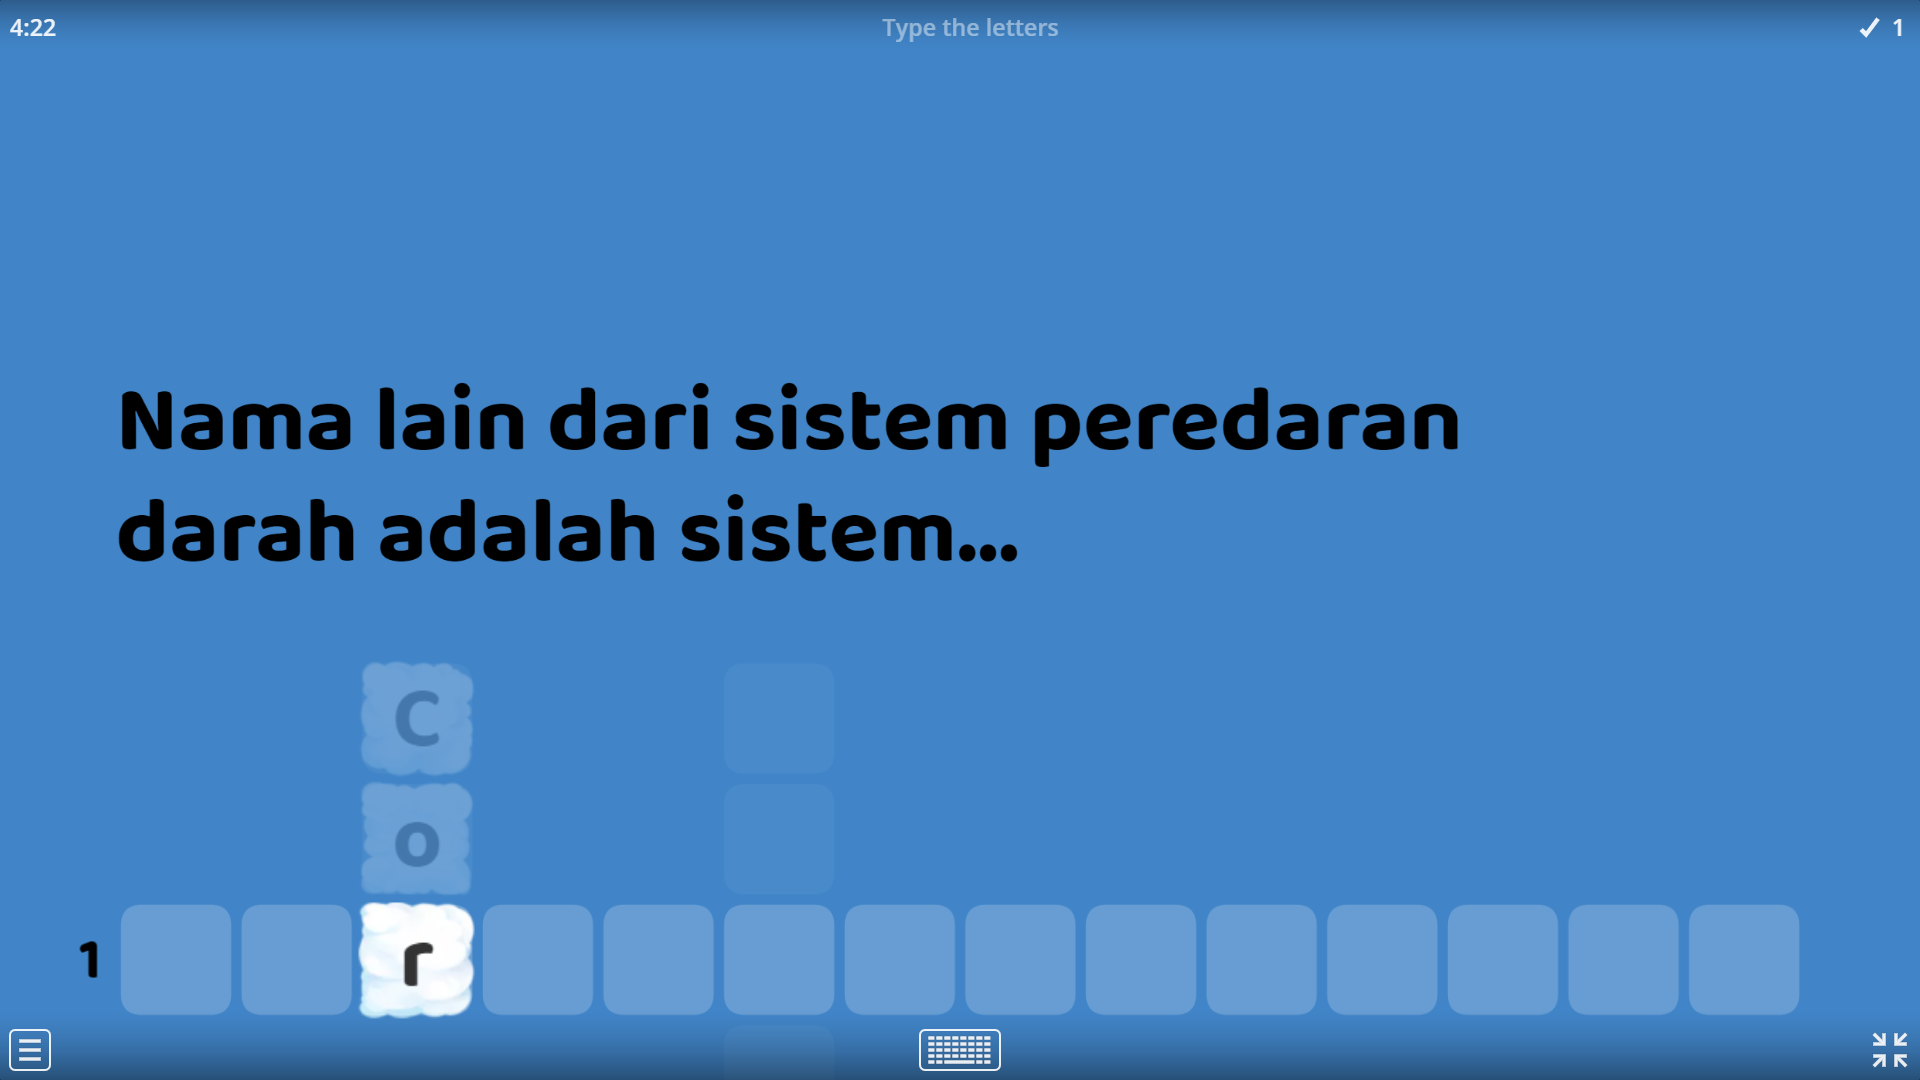 4:22
Type the letters
1
Nama lain dari sistem peredaran
darah adalah sistem...
C
o
r
1